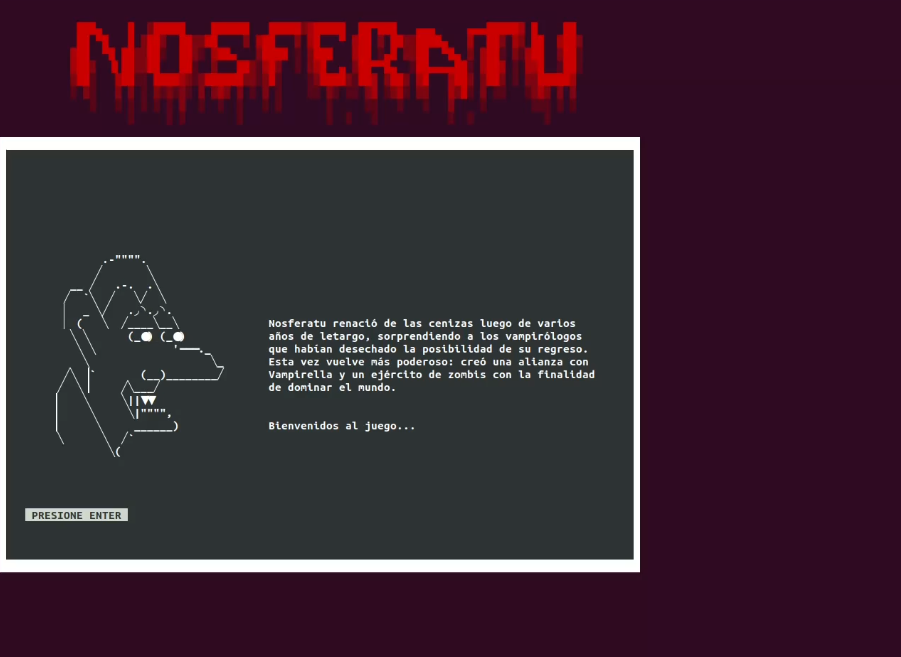 NOSFERATU
Nosferatu renació de las cenizas luego de varios
años de letargo, sorprendiendo a los vampirólogos
que habían desechado la posibilidad de su regreso.
Esta vez vuelve más poderoso: creó una alianza con
Vampirella y un ejército de zombis con la finalidad
de dominar el mundo.
Bienvenidos al juego...
PRESIONE ENTER